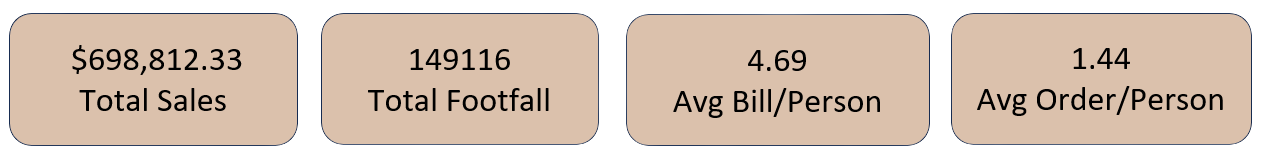 $698,812.33
Total Sales
149116
Total Footfall
4.69
Avg Bill/Person
1.44
Avg Order/Person